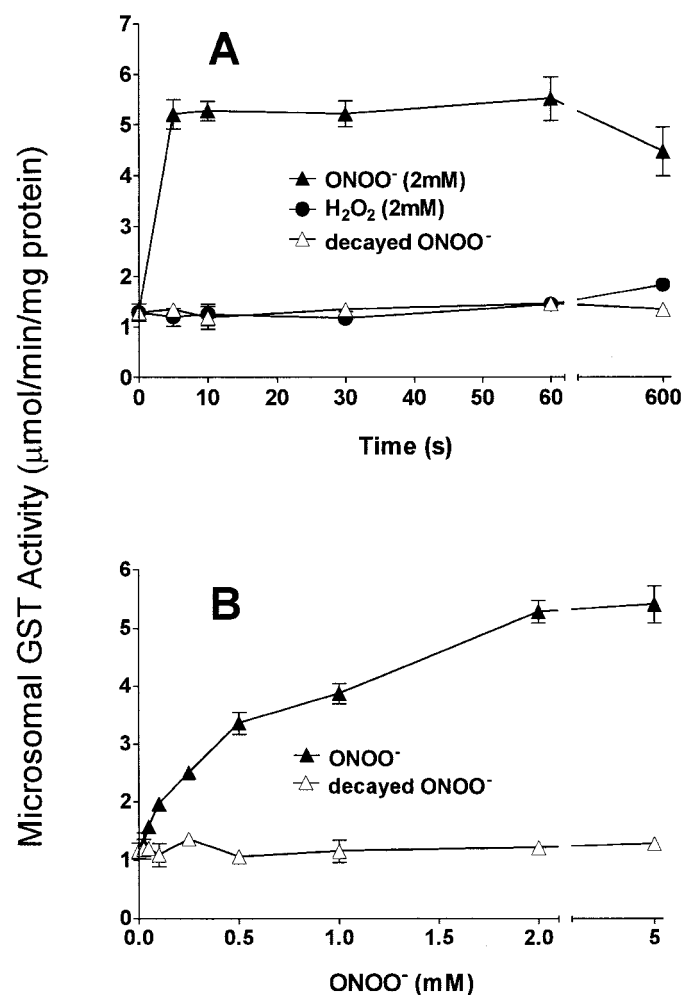 Microsomal GST Activity (μmol/min/mg protein)
A
7
6
5
4
3
2
1
0
ONOO⁻ (2mM)
H₂O₂ (2mM)
decayed ONOO⁻
0 10 20 30 40 50 60 600
Time (s)
B
6
5
4
3
2
1
0
ONOO⁻
decayed ONOO⁻
0.0 0.5 1.0 1.5 2.0 5
ONOO⁻ (mM)